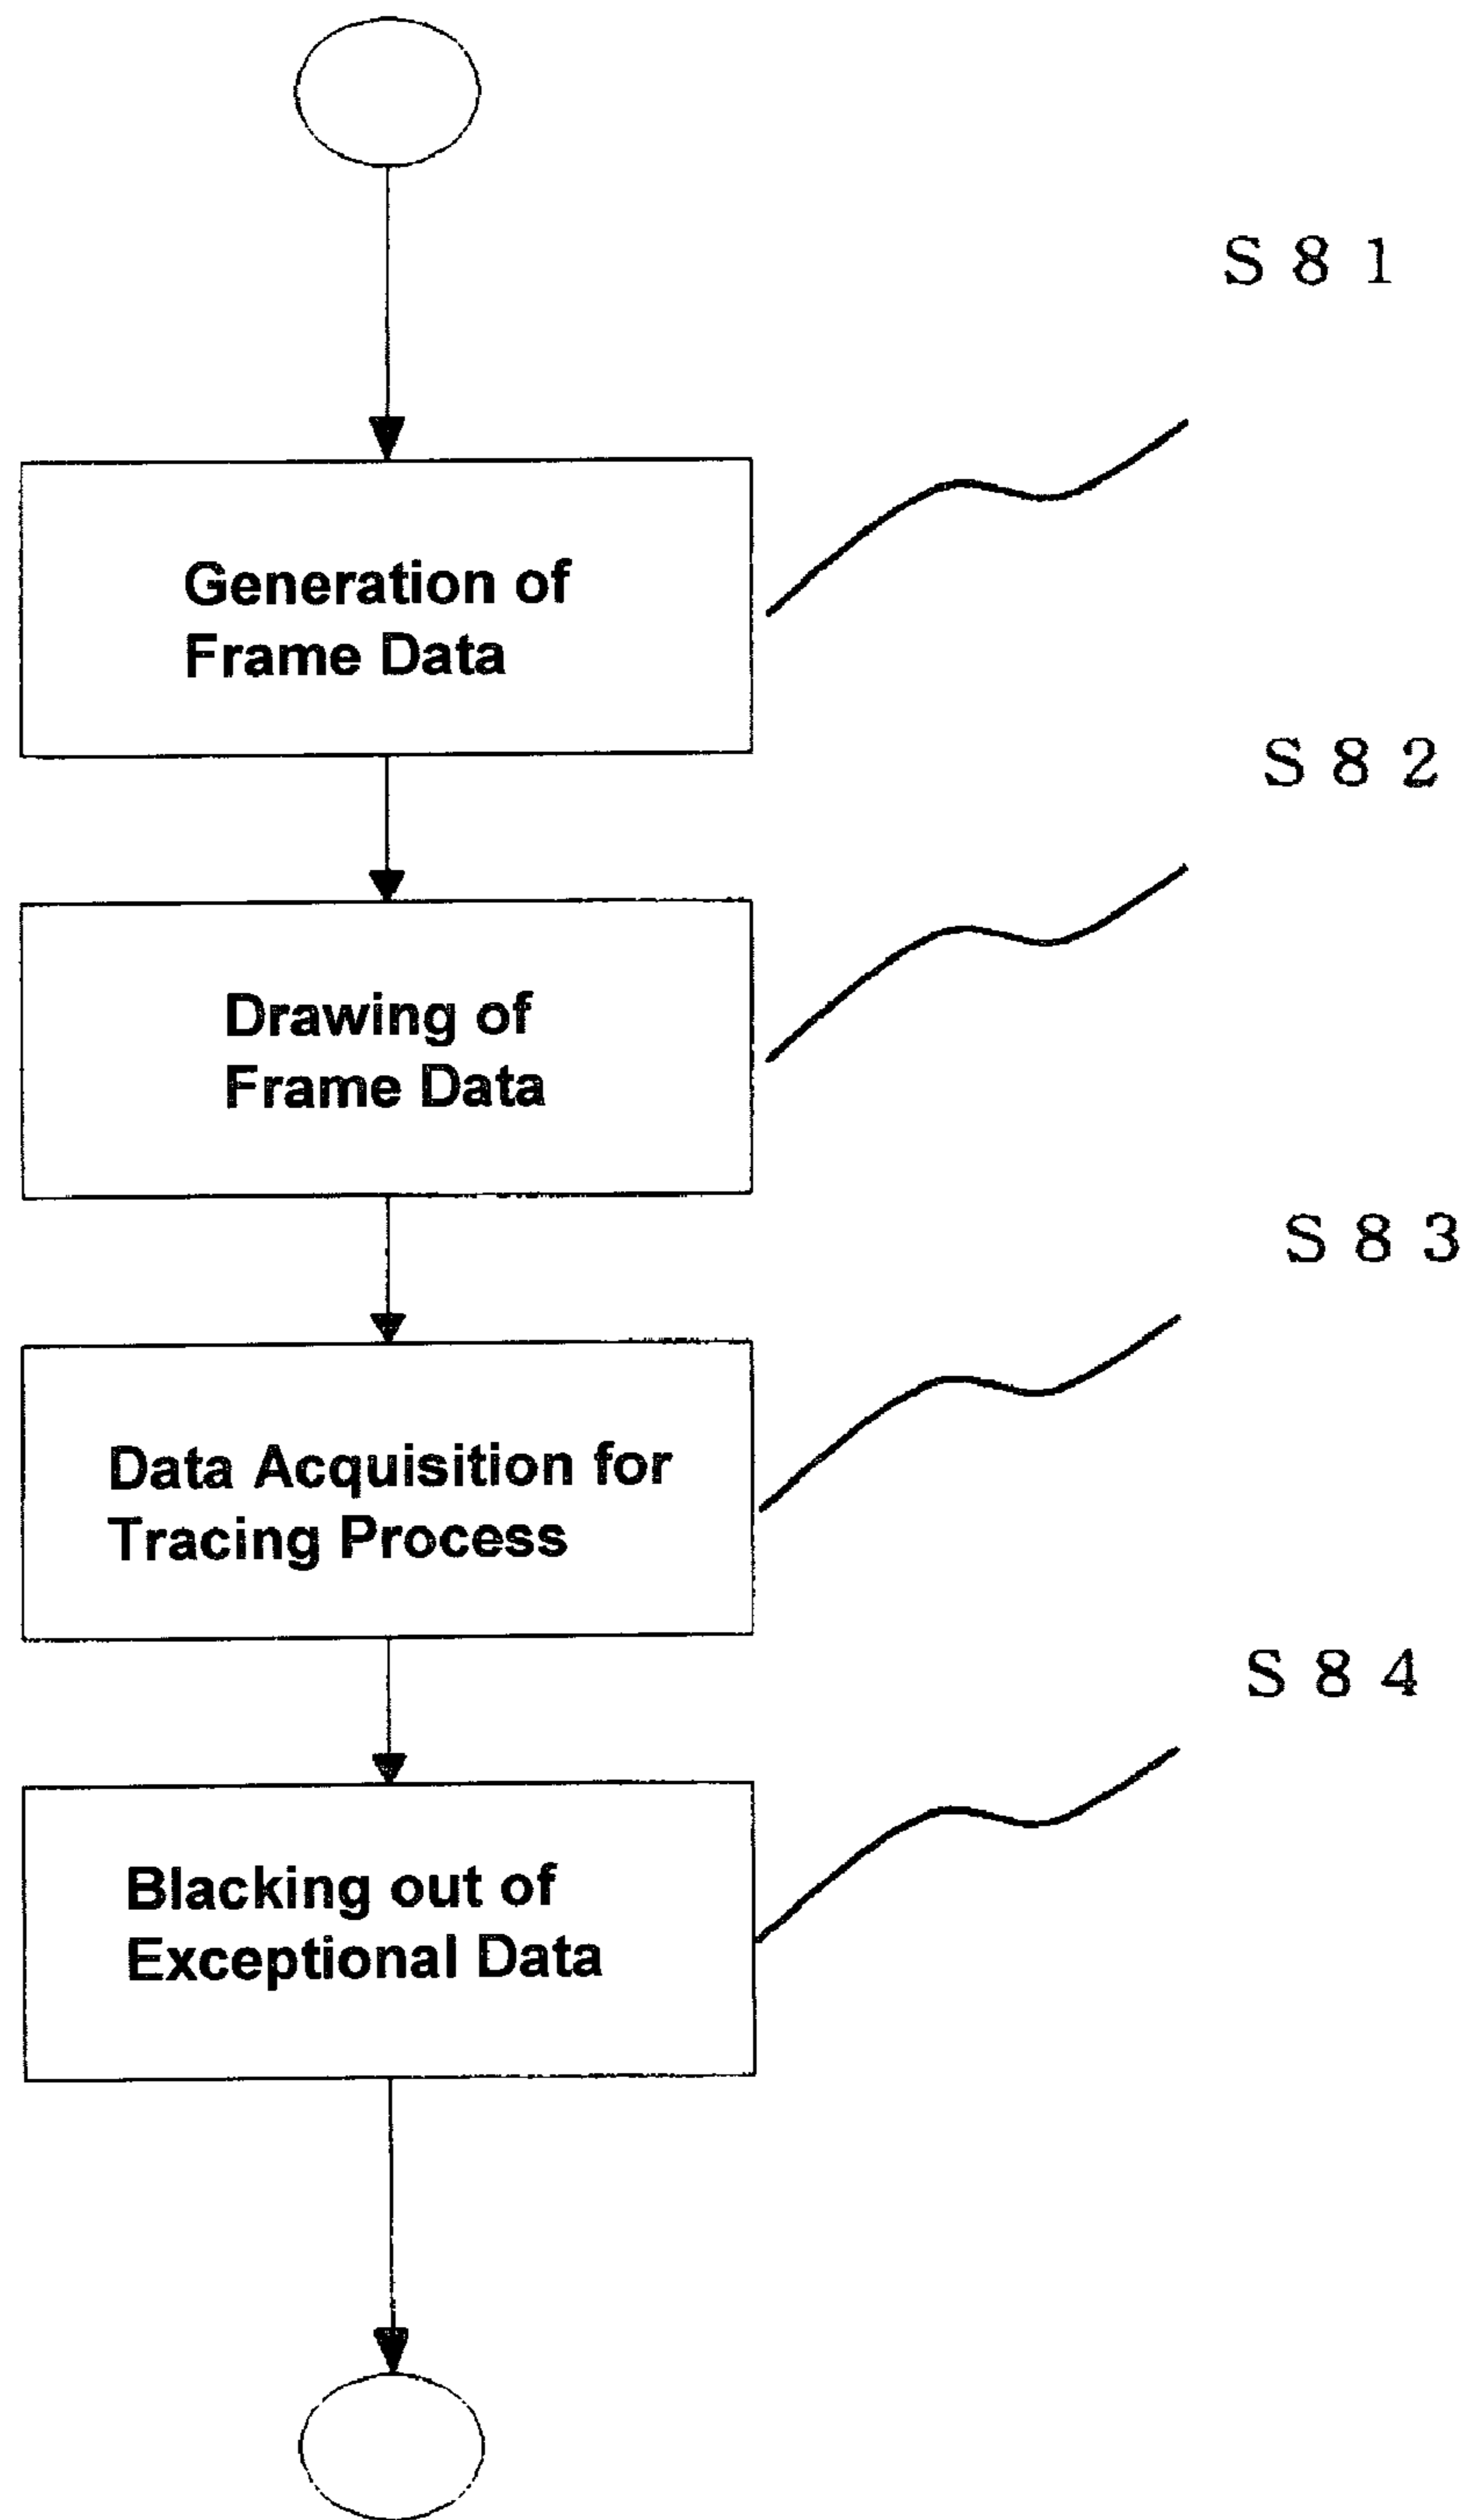 S 8 1
Generation of
Frame Data
S 8 2
Drawing of
Frame Data
S 8 3
Data Acquisition for
Tracing Process
S 8 4
Blacking out of
Exceptional Data